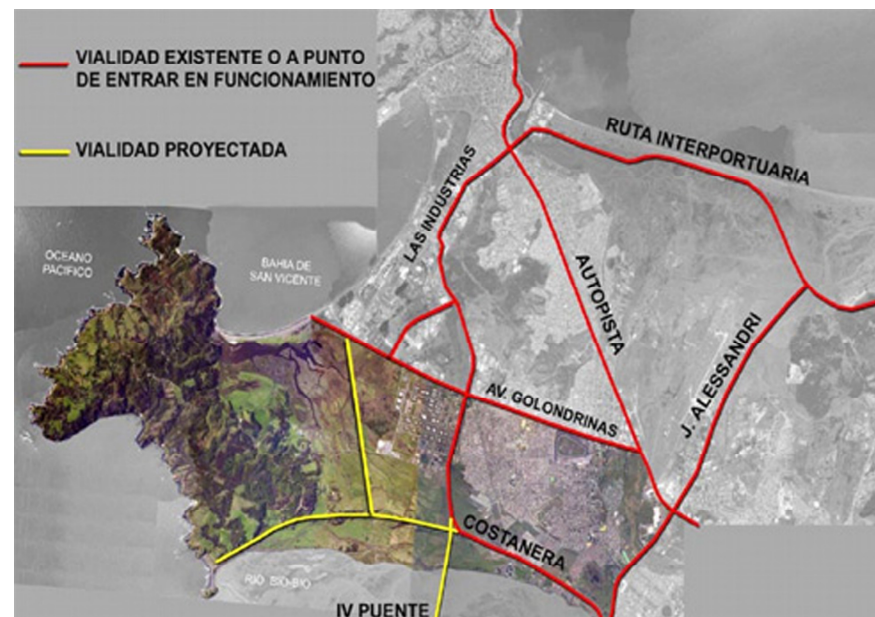 VIALIDAD EXISTENTE O A PUNTO
DE ENTRAR EN FUNCIONAMIENTO
VIALIDAD PROYECTADA
RUTA INTERPORTUARIA
LAS INDUSTRIAS
OCEANO
PACIFICO
BAHIA DE
SAN VICENTE
AUTOPISTA
J. ALESSANDRI
AV. GOLONDRINAS
COSTANERA
RIO BIO-BIO
IV PUENTE